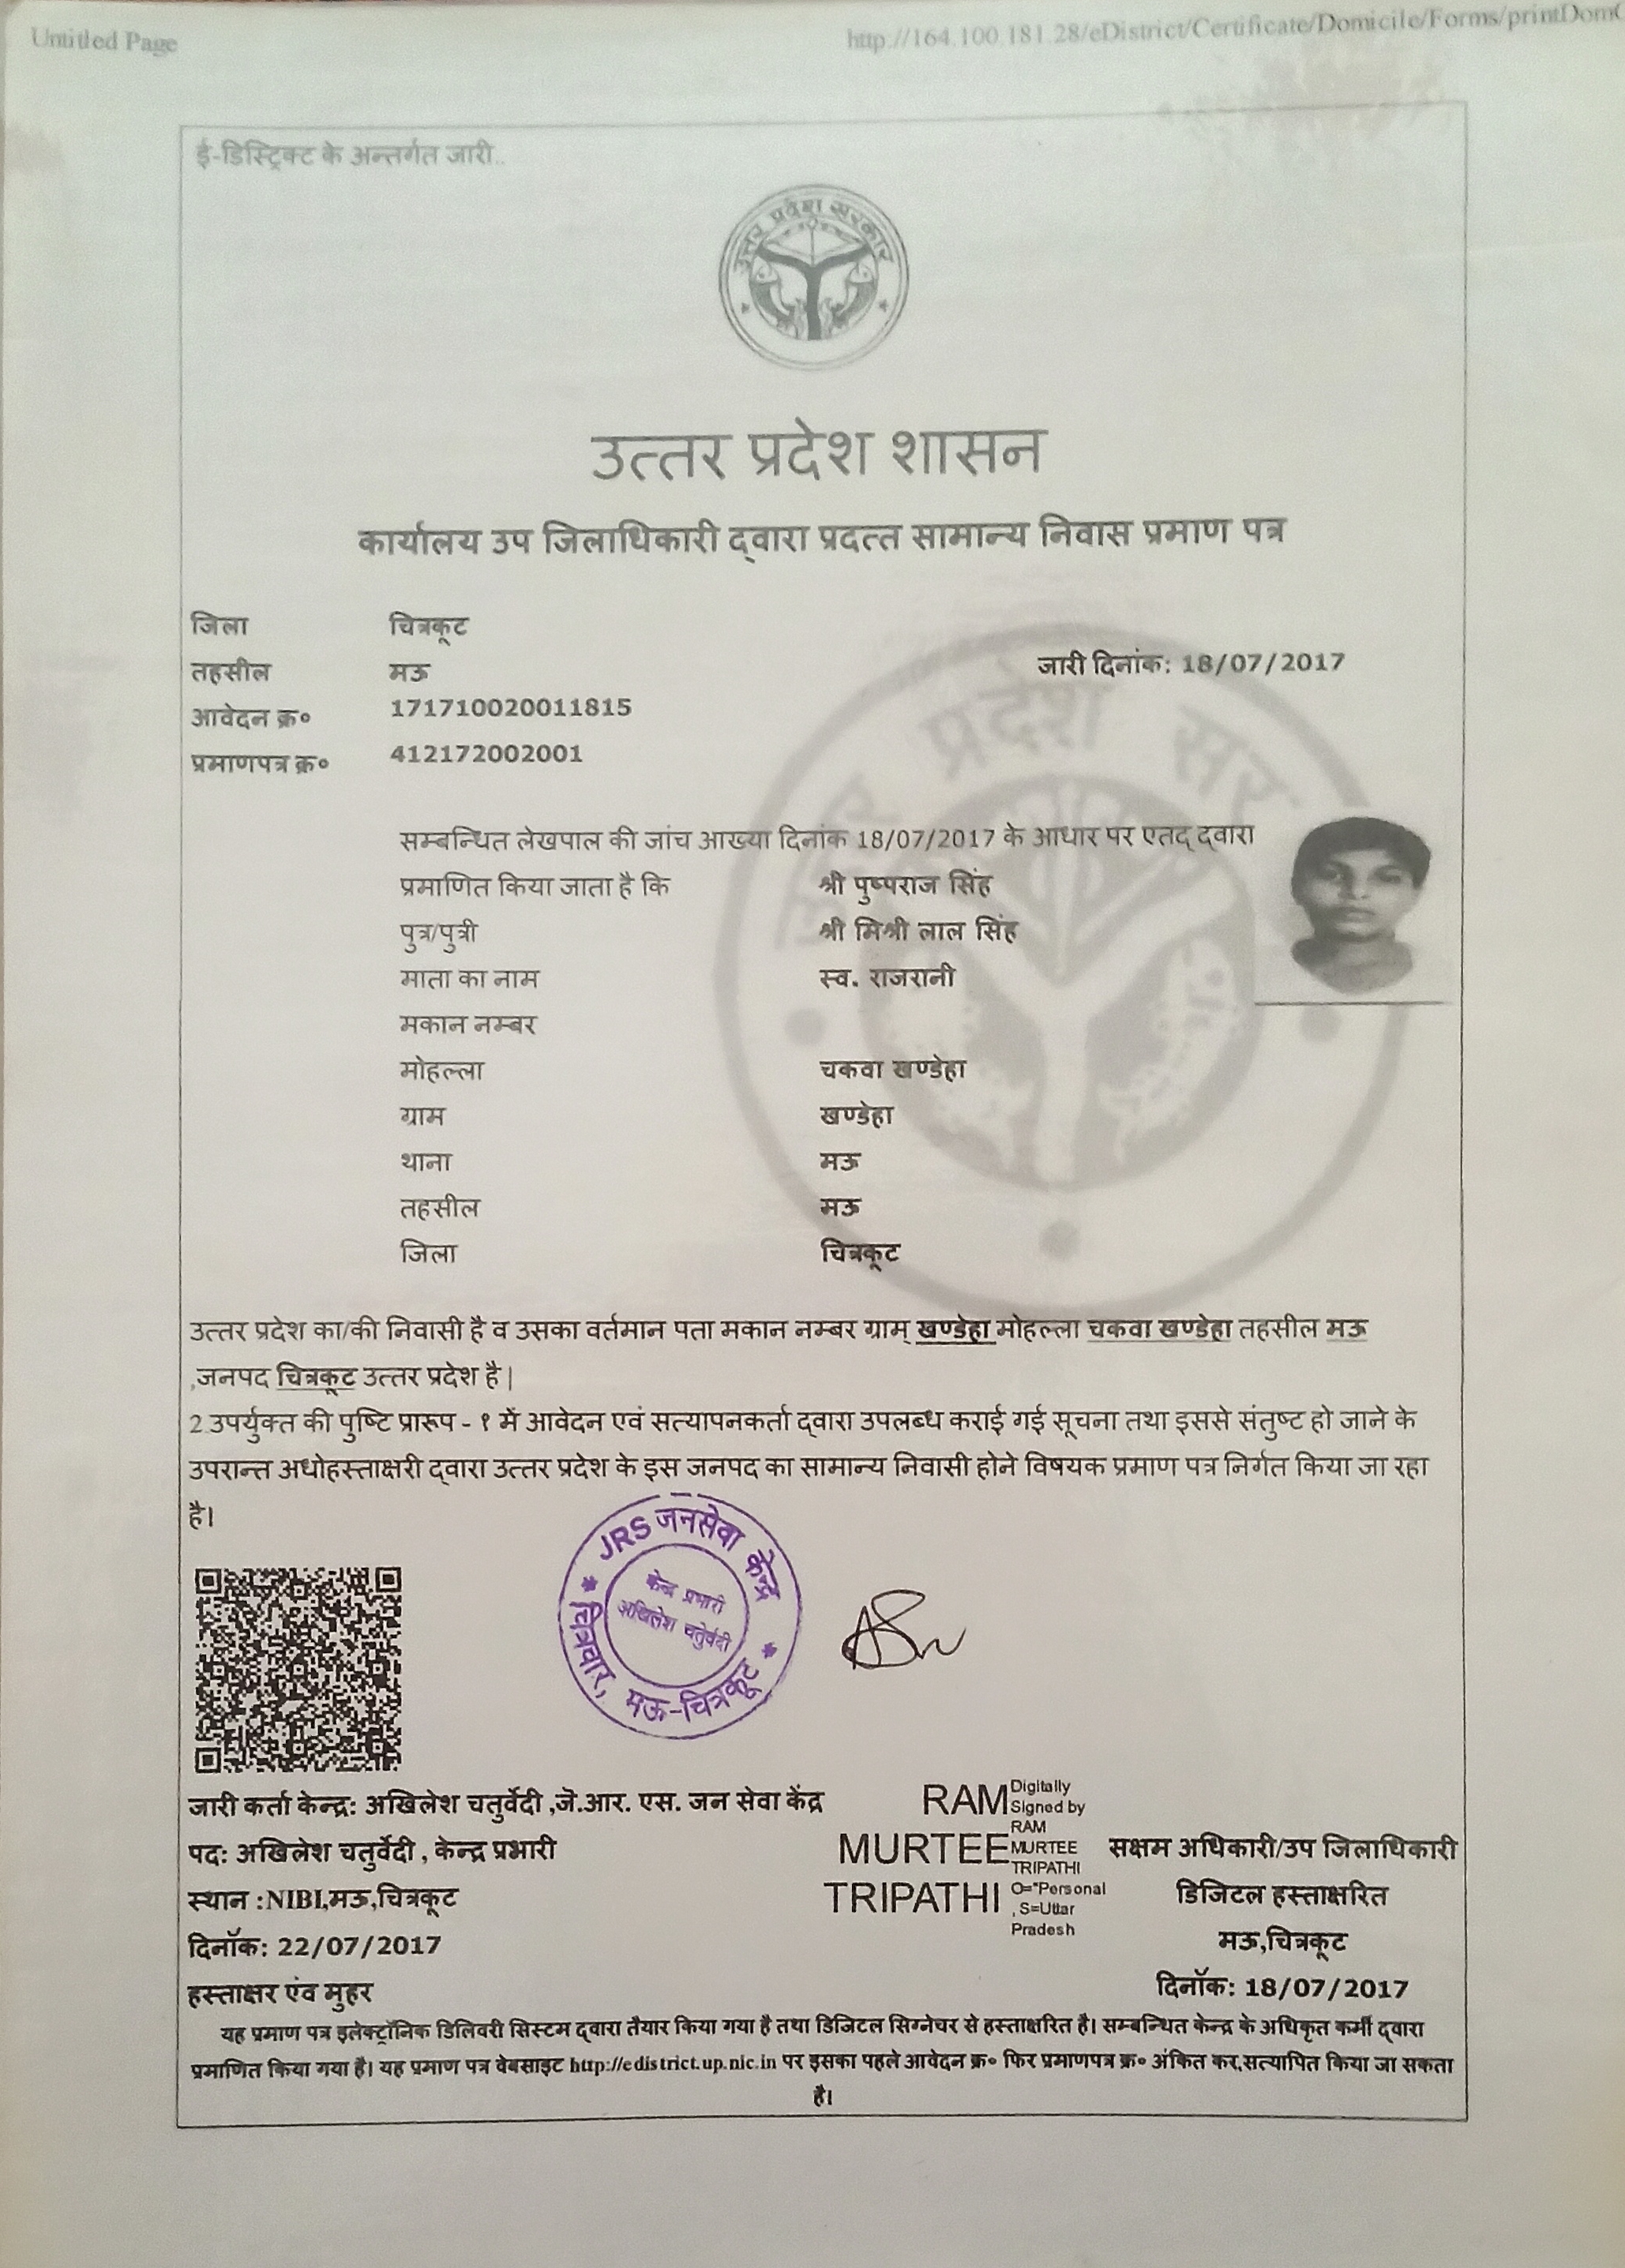 Untitled Page
http://164.100.181.28/eDistrict/Certificate/Domicile/Forms/printDom
ई-डिस्ट्रिक्ट के अन्तर्गत जारी..
उत्तर प्रदेश सरकार
उत्तर प्रदेश शासन
कार्यालय उप जिलाधिकारी द्वारा प्रदत्त सामान्य निवास प्रमाण पत्र
जिला चित्रकूट
तहसील मऊ जारी दिनांक: 18/07/2017
आवेदन क्र० 171710020011815
प्रमाणपत्र क्र० 412172002001
सम्बन्धित लेखपाल की जांच आख्या दिनांक 18/07/2017 के आधार पर एतद् द्वारा
प्रमाणित किया जाता है कि श्री पुष्पराज सिंह
पुत्र/पुत्री श्री मिश्री लाल सिंह
माता का नाम स्व. राजरानी
मकान नम्बर
मोहल्ला चकवा खण्डेहा
ग्राम खण्डेहा
थाना मऊ
तहसील मऊ
जिला चित्रकूट
उत्तर प्रदेश का/की निवासी है व उसका वर्तमान पता मकान नम्बर ग्राम् खण्डेहा मोहल्ला चकवा खण्डेहा तहसील मऊ
,जनपद चित्रकूट उत्तर प्रदेश है|
2.उपर्युक्त की पुष्टि प्रारूप - १ में आवेदन एवं सत्यापनकर्ता द्वारा उपलब्ध कराई गई सूचना तथा इससे संतुष्ट हो जाने के
उपरान्त अधोहस्ताक्षरी द्वारा उत्तर प्रदेश के इस जनपद का सामान्य निवासी होने विषयक प्रमाण पत्र निर्गत किया जा रहा
है।
JRS जनसेवा केन्द्र
केन्द्र प्रभारी
अखिलेश चतुर्वेदी
मऊ-चित्रकूट
जारी कर्ता केन्द्र: अखिलेश चतुर्वेदी ,जे.आर. एस. जन सेवा केंद्र
पद: अखिलेश चतुर्वेदी , केन्द्र प्रभारी
स्थान :NIBI,मऊ,चित्रकूट
दिनॉक: 22/07/2017
हस्ताक्षर एंव मुहर
RAM
MURTEE
TRIPATHI
Digitally
Signed by
RAM
MURTEE
TRIPATHI
O="Personal
, S=Uttar
Pradesh
सक्षम अधिकारी/उप जिलाधिकारी
डिजिटल हस्ताक्षरित
मऊ,चित्रकूट
दिनॉक: 18/07/2017
यह प्रमाण पत्र इलेक्ट्रॉनिक डिलिवरी सिस्टम द्वारा तैयार किया गया है तथा डिजिटल सिग्नेचर से हस्ताक्षरित है। सम्बन्धित केन्द्र के अधिकृत कर्मी द्वारा
प्रमाणित किया गया है। यह प्रमाण पत्र वेबसाइट http://edistrict.up.nic.in पर इसका पहले आवेदन क्र० फिर प्रमाणपत्र क्र० अंकित कर,सत्यापित किया जा सकता
है।